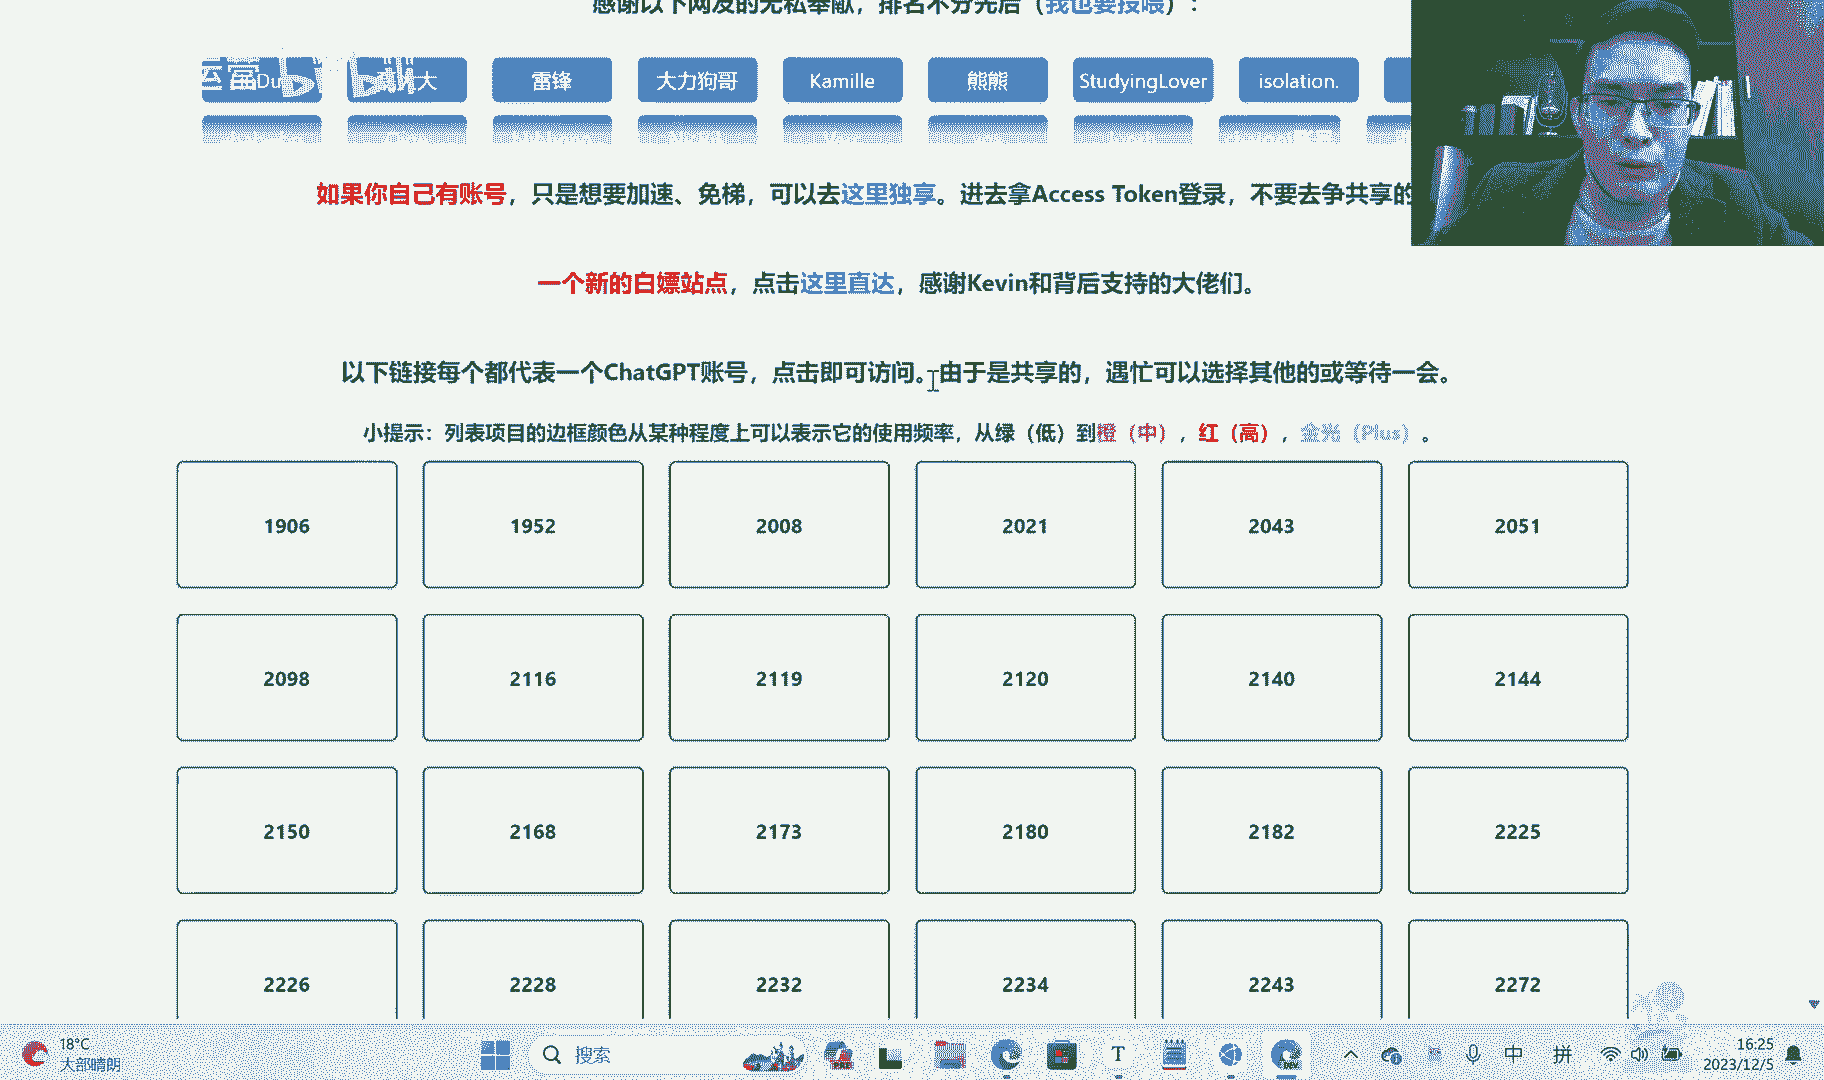 感谢以下网友的无私奉献，排名不分先后（我也要投喂）：
雷锋 大力狗哥 Kamille 熊熊 StudyingLover isolation.
如果你自己有账号，只是想要加速、免梯，可以去这里独享。进去拿Access Token登录，不要去争共享的
一个新的白嫖站点，点击这里直达，感谢Kevin和背后支持的大佬们。
以下链接每个都代表一个ChatGPT账号，点击即可访问。由于是共享的，遇忙可以选择其他的或等待一会。
小提示：列表项目的边框颜色从某种程度上可以表示它的使用频率，从绿（低）到橙（中），红（高），金光（Plus）。
1906 1952 2008 2021 2043 2051
2098 2116 2119 2120 2140 2144
2150 2168 2173 2180 2182 2225
2226 2228 2232 2234 2243 2272
18°C
大部晴朗
搜索
中 拼
16:25
2023/12/5